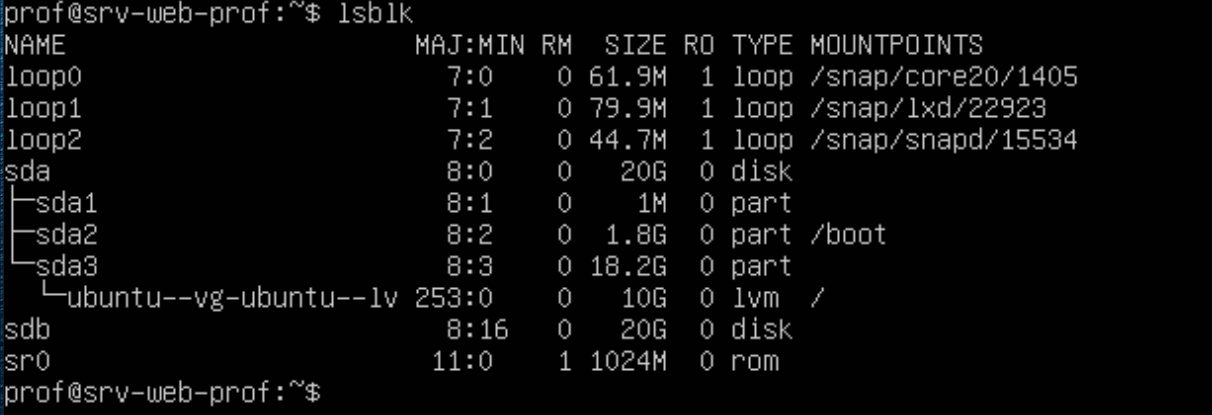 prof@srv-web-prof:~$ lsblk
NAME                      MAJ:MIN RM  SIZE RO TYPE MOUNTPOINTS
loop0                       7:0    0 61.9M  1 loop /snap/core20/1405
loop1                       7:1    0 79.9M  1 loop /snap/lxd/22923
loop2                       7:2    0 44.7M  1 loop /snap/snapd/15534
sda                         8:0    0   20G  0 disk
├─sda1                      8:1    0    1M  0 part
├─sda2                      8:2    0  1.8G  0 part /boot
└─sda3                      8:3    0 18.2G  0 part
  └─ubuntu--vg-ubuntu--lv 253:0    0   10G  0 lvm  /
sdb                         8:16   0   20G  0 disk
sr0                        11:0    1 1024M  0 rom
prof@srv-web-prof:~$